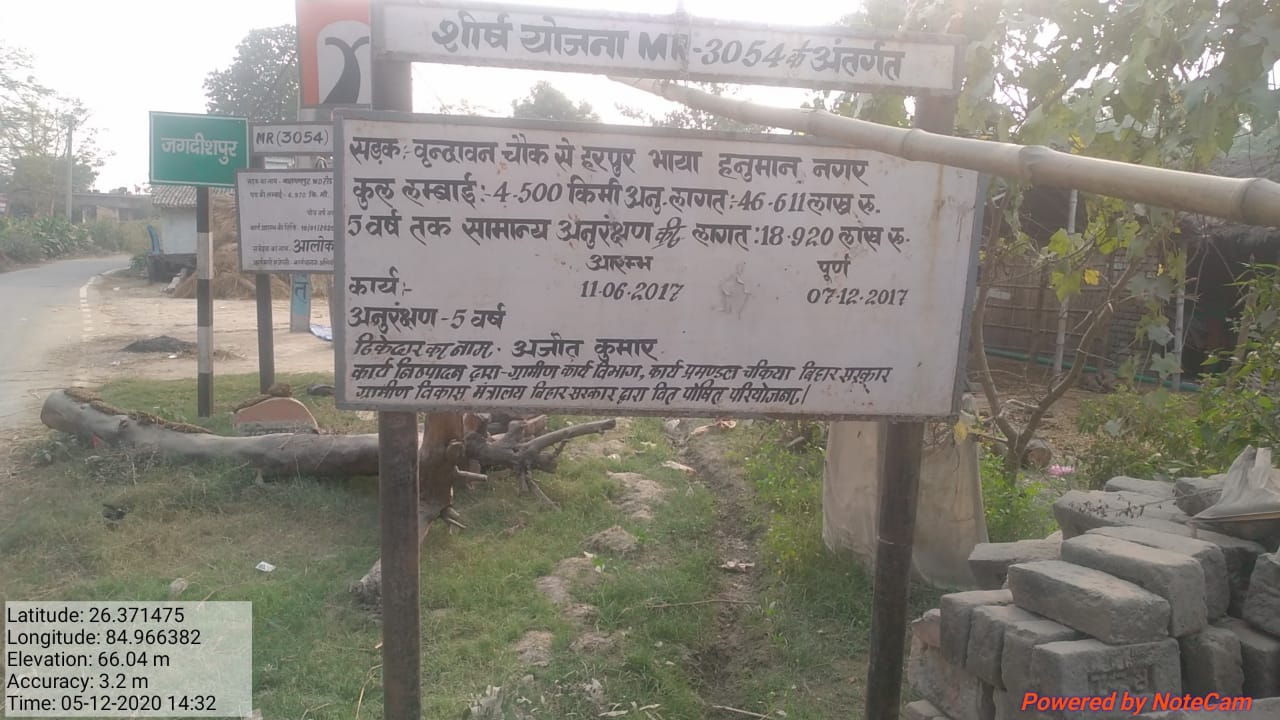 शीर्ष योजना MR-3054 के अंतर्गत
सड़क:- वृन्दावन चौक से हरपुर भाया हनुमान नगर
कुल लम्बाई:-4.500 किमी अनु. लागत:-46.611 लाख रु.
5 वर्ष तक सामान्य अनुरक्षण की लागत:18.920 लाख रु.
आरम्भ पूर्ण
कार्य:- 11.06.2017 07.12.2017
अनुरक्षण - 5 वर्ष
ठिकेदार का नाम. अजीत कुमार
कार्य निष्पादन द्वारा-ग्रामीण कार्य विभाग, कार्य प्रमण्डल चकिया बिहार सरकार
ग्रामीण विकास मंत्रालय बिहार सरकार द्वारा वित पोषित परियोजना।
जगदीशपुर
MR (3054)
आलोक
Latitude: 26.371475
Longitude: 84.966382
Elevation: 66.04 m
Accuracy: 3.2 m
Time: 05-12-2020 14:32
Powered by NoteCam